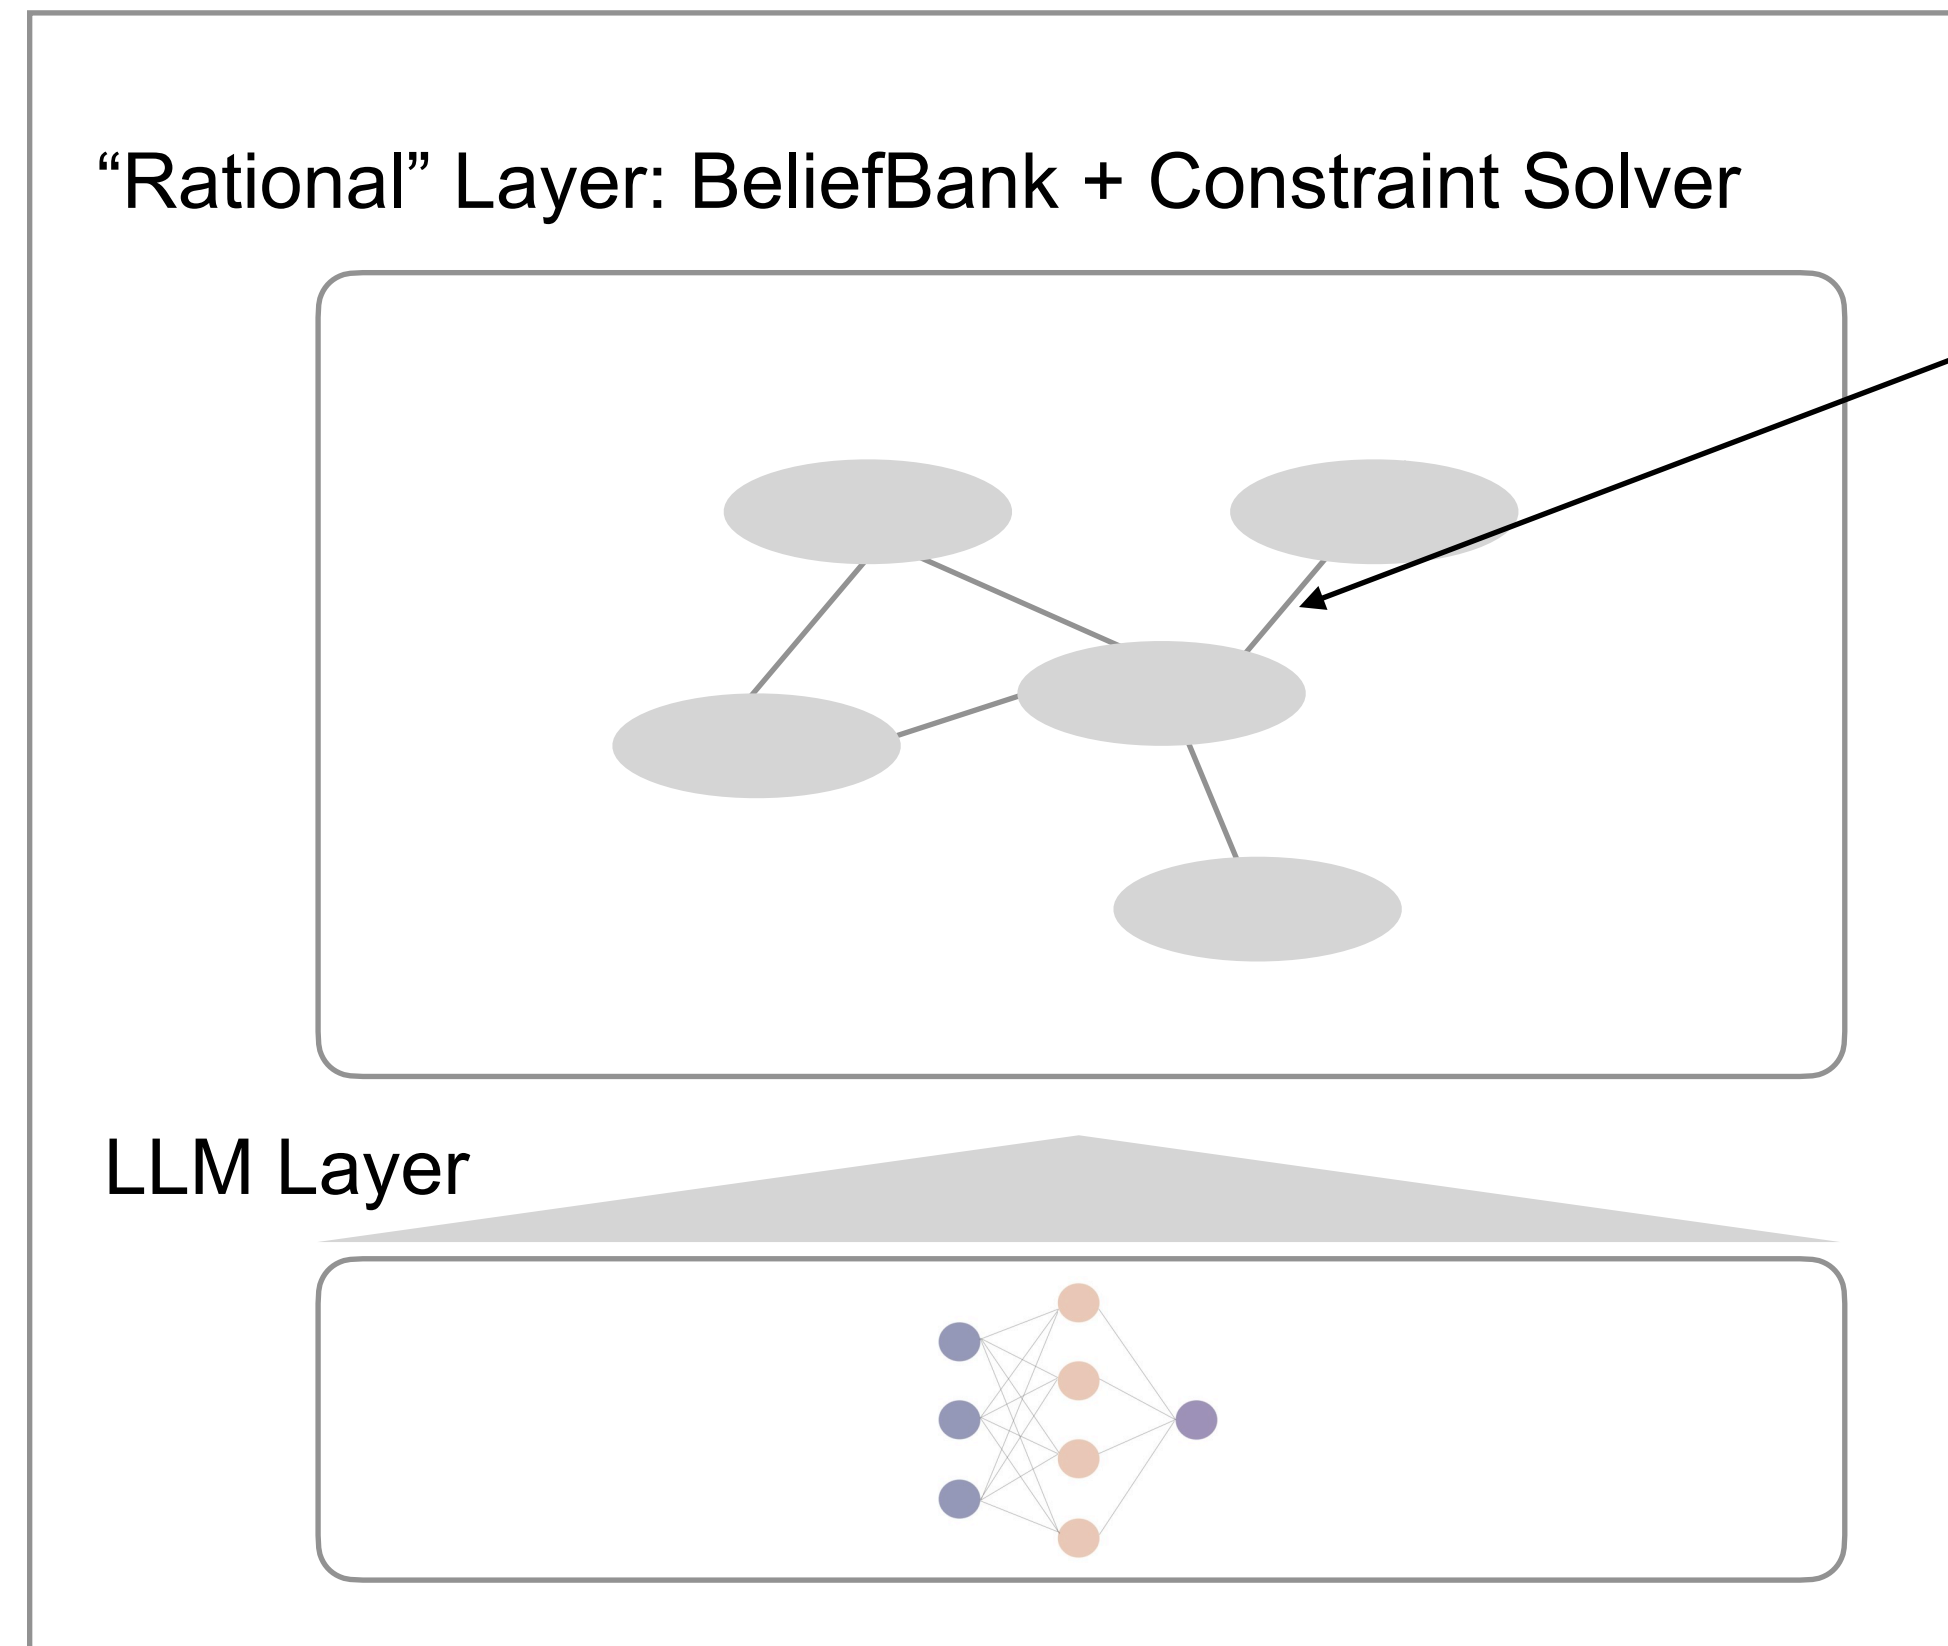 “Rational” Layer: BeliefBank + Constraint Solver
LLM Layer